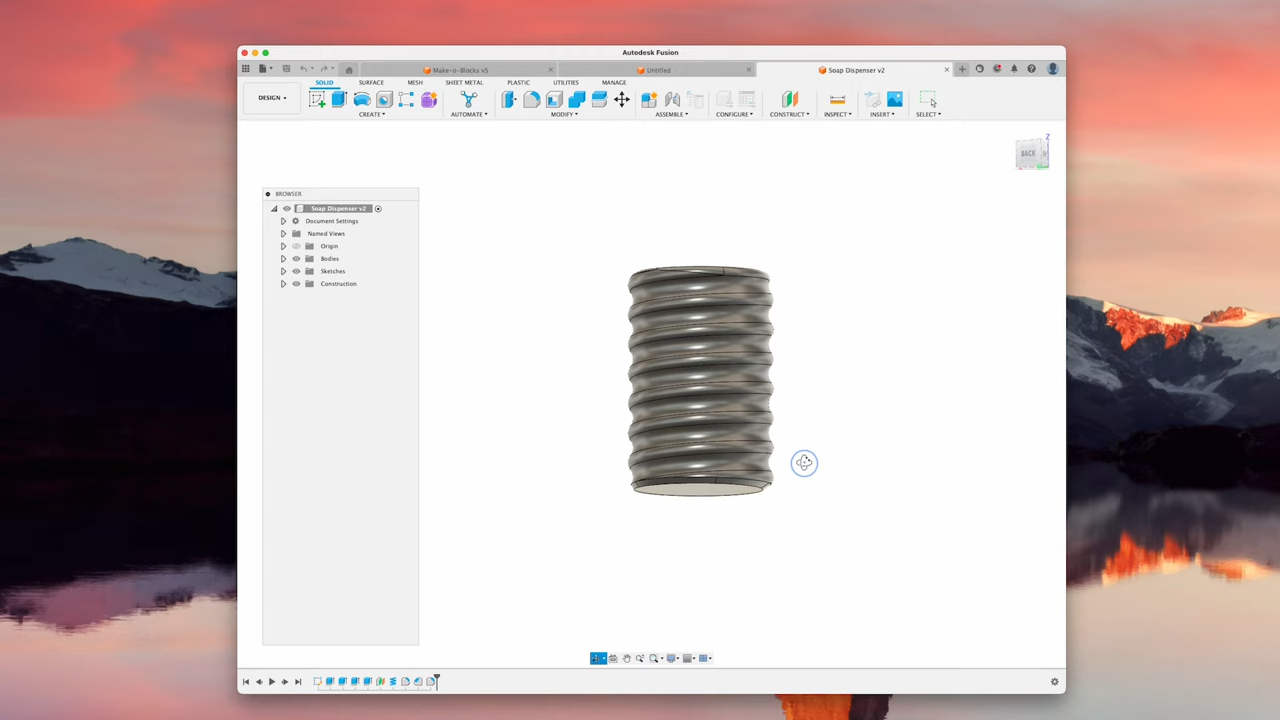 Autodesk Fusion
Make-o-Blocks v5
Untitled
Soap Dispenser v2
SOLID SURFACE MESH SHEET METAL PLASTIC UTILITIES MANAGE
DESIGN
CREATE AUTOMATE MODIFY ASSEMBLE CONFIGURE CONSTRUCT INSPECT INSERT SELECT
Z
BACK
BROWSER
Soap Dispenser v2
Document Settings
Named Views
Origin
Bodies
Sketches
Construction